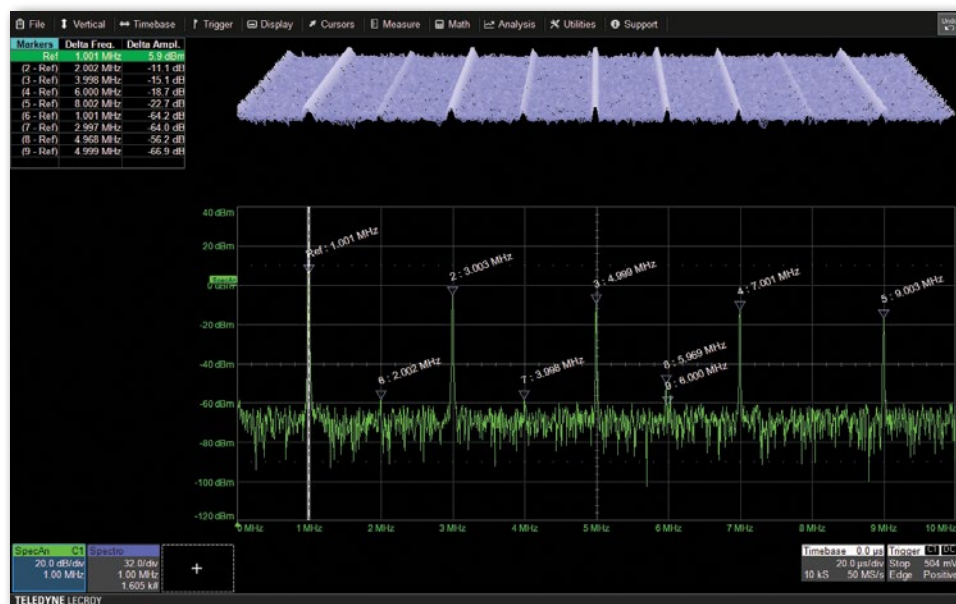 File Vertical Timebase Trigger Display Cursors Measure Math Analysis Utilities Support Undo
Markers Delta Freq. Delta Ampl.
Ref 1.001 MHz 5.9 dBm
(2 - Ref) 2.002 MHz -11.1 dB
(3 - Ref) 3.998 MHz -15.1 dB
(4 - Ref) 6.000 MHz -18.7 dB
(5 - Ref) 8.002 MHz -22.7 dB
(6 - Ref) 1.001 MHz -64.2 dB
(7 - Ref) 2.997 MHz -64.0 dB
(8 - Ref) 4.968 MHz -56.2 dB
(9 - Ref) 4.999 MHz -66.9 dB
40 dBm
Ref : 1.001 MHz
2 : 3.003 MHz
3 : 4.999 MHz
4 : 7.001 MHz
5 : 9.003 MHz
20 dBm
SpecAn
0 dBm
-20 dBm
-40 dBm
6 : 2.002 MHz
7 : 3.998 MHz
8 : 5.969 MHz
9 : 6.000 MHz
-60 dBm
-80 dBm
-100 dBm
-120 dBm
0 MHz 1 MHz 2 MHz 3 MHz 4 MHz 5 MHz 6 MHz 7 MHz 8 MHz 9 MHz 10 MHz
SpecAn C1
20.0 dB/div
1.00 MHz
Spectro
32.0/div
1.00 MHz
1.605 k#
+
Timebase 0.0 µs
20.0 µs/div
10 kS 50 MS/s
Trigger C1 DC
Stop 504 mV
Edge Positive
TELEDYNE LECROY